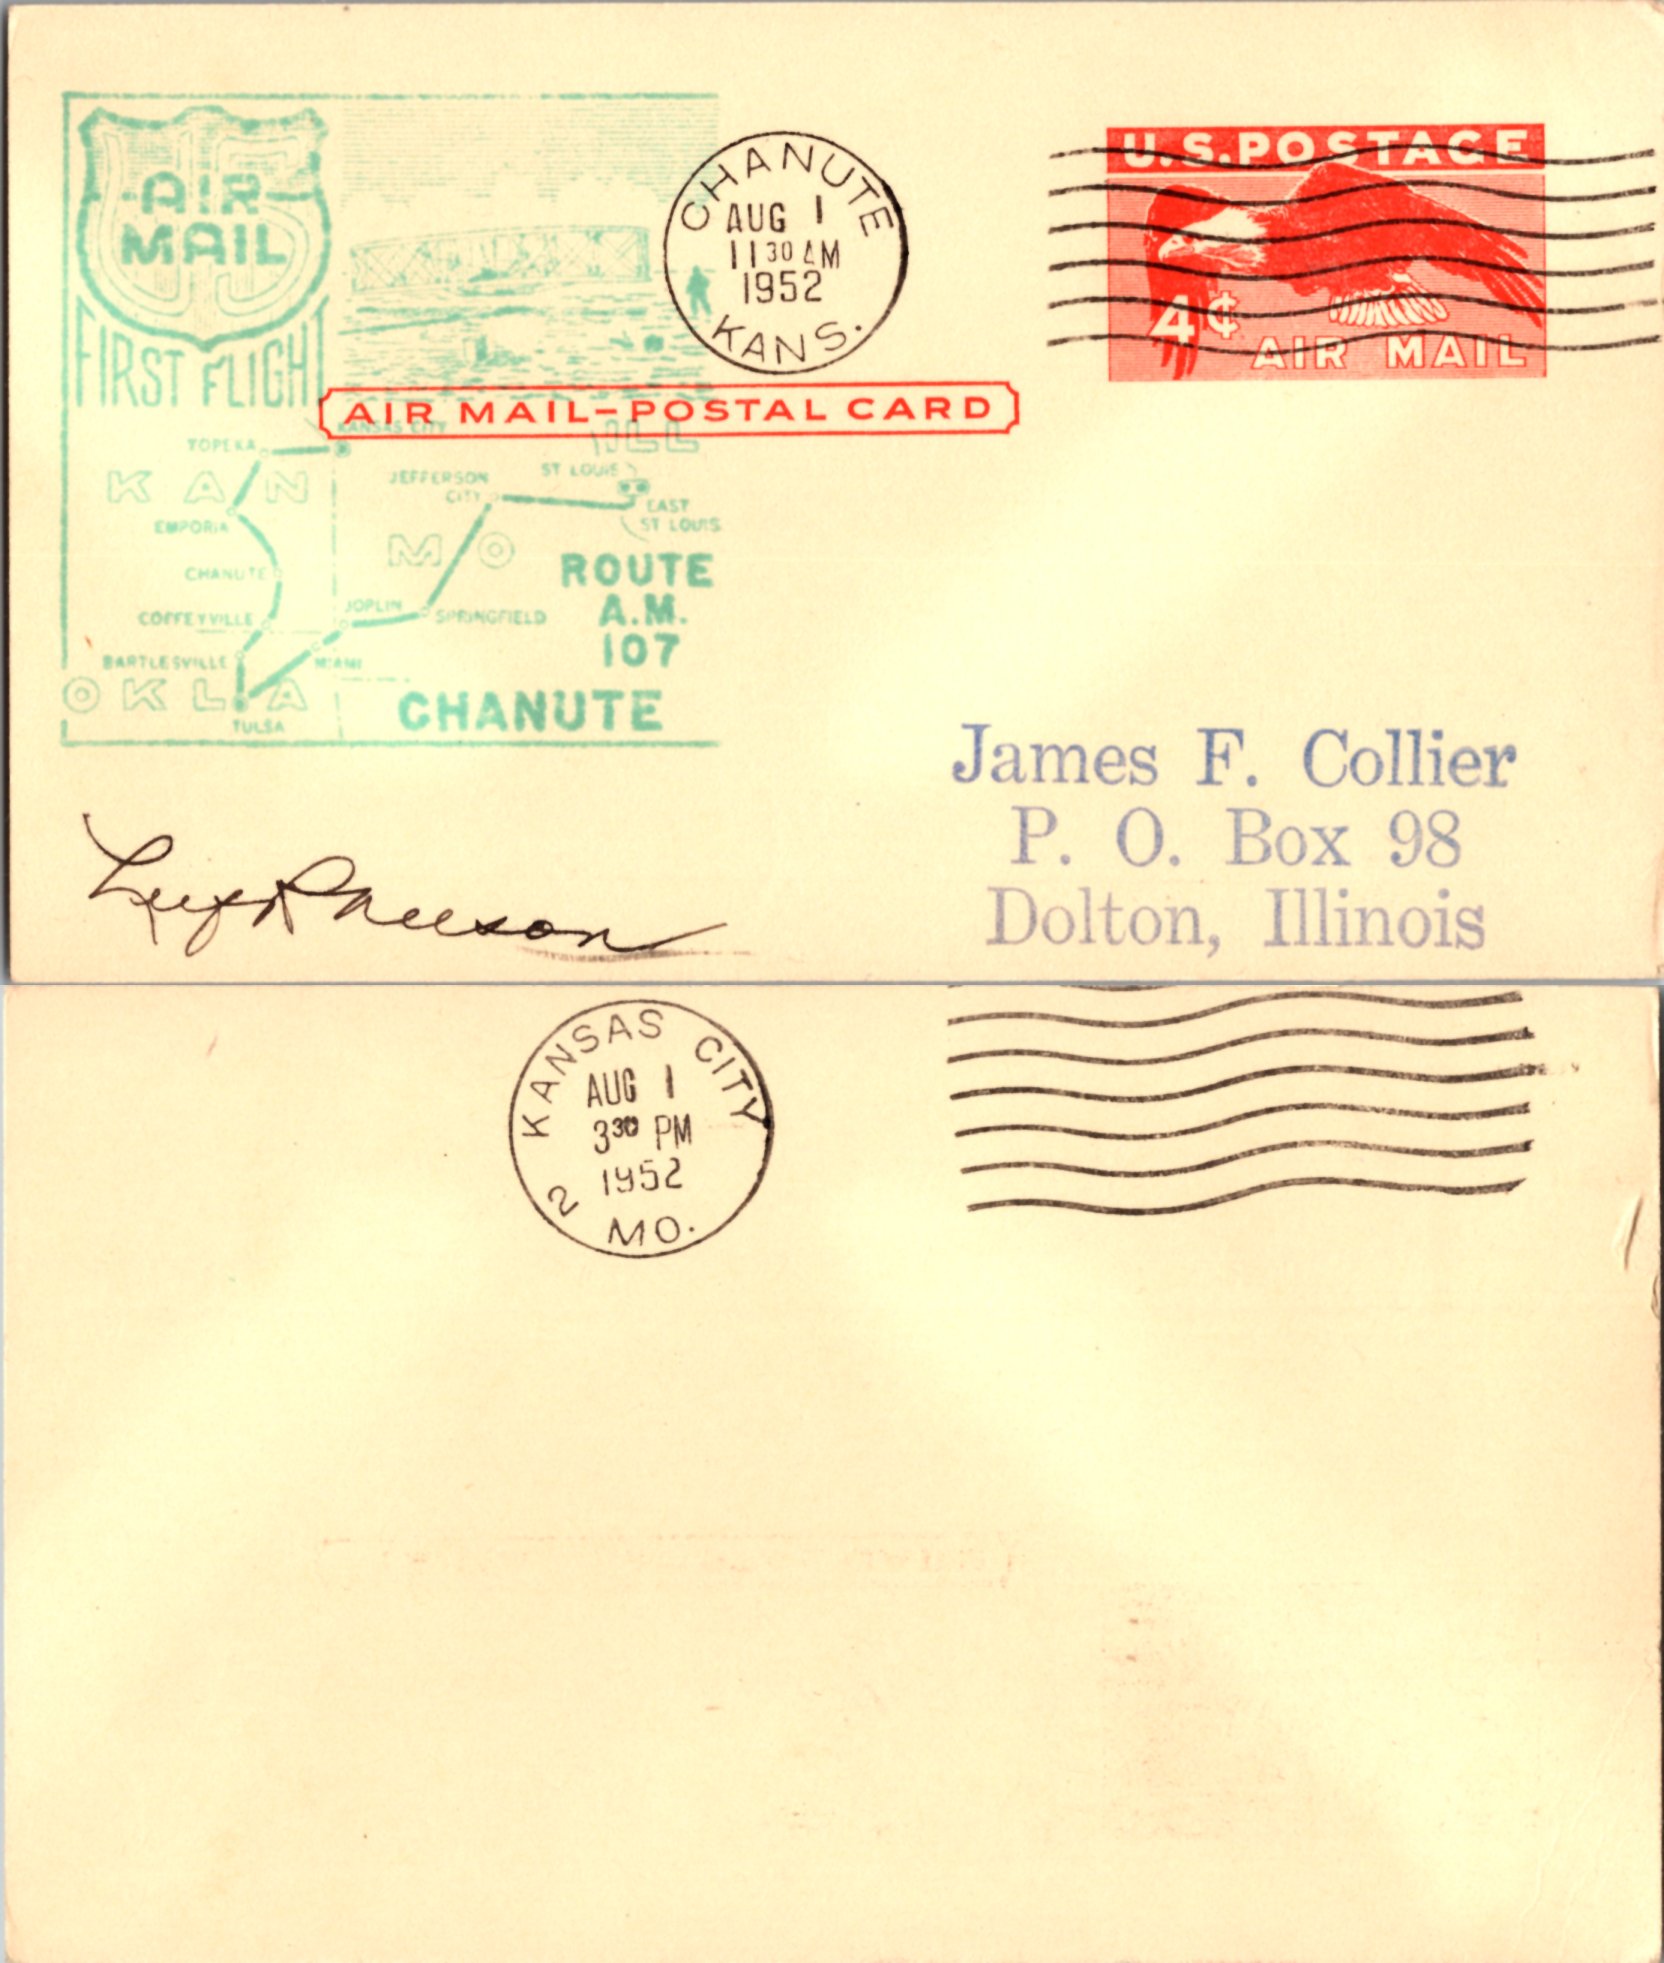 US
AIR
MAIL
FIRST FLIGHT
CHANUTE
AUG 1
11 30 AM
1952
KANS.
U.S. POSTAGE
4¢
AIR MAIL
AIR MAIL-POSTAL CARD
KANSAS CITY
ILL
TOPEKA
KAN
JEFFERSON
CITY
ST LOUIS
EAST
ST LOUIS
EMPORIA
MO
CHANUTE
ROUTE
A.M.
107
COFFEYVILLE
JOPLIN
SPRINGFIELD
BARTLESVILLE
MIAMI
OKLA
TULSA
CHANUTE
James F. Collier
P. O. Box 98
Dolton, Illinois
KANSAS CITY
AUG 1
3 30 PM
1952
2
MO.